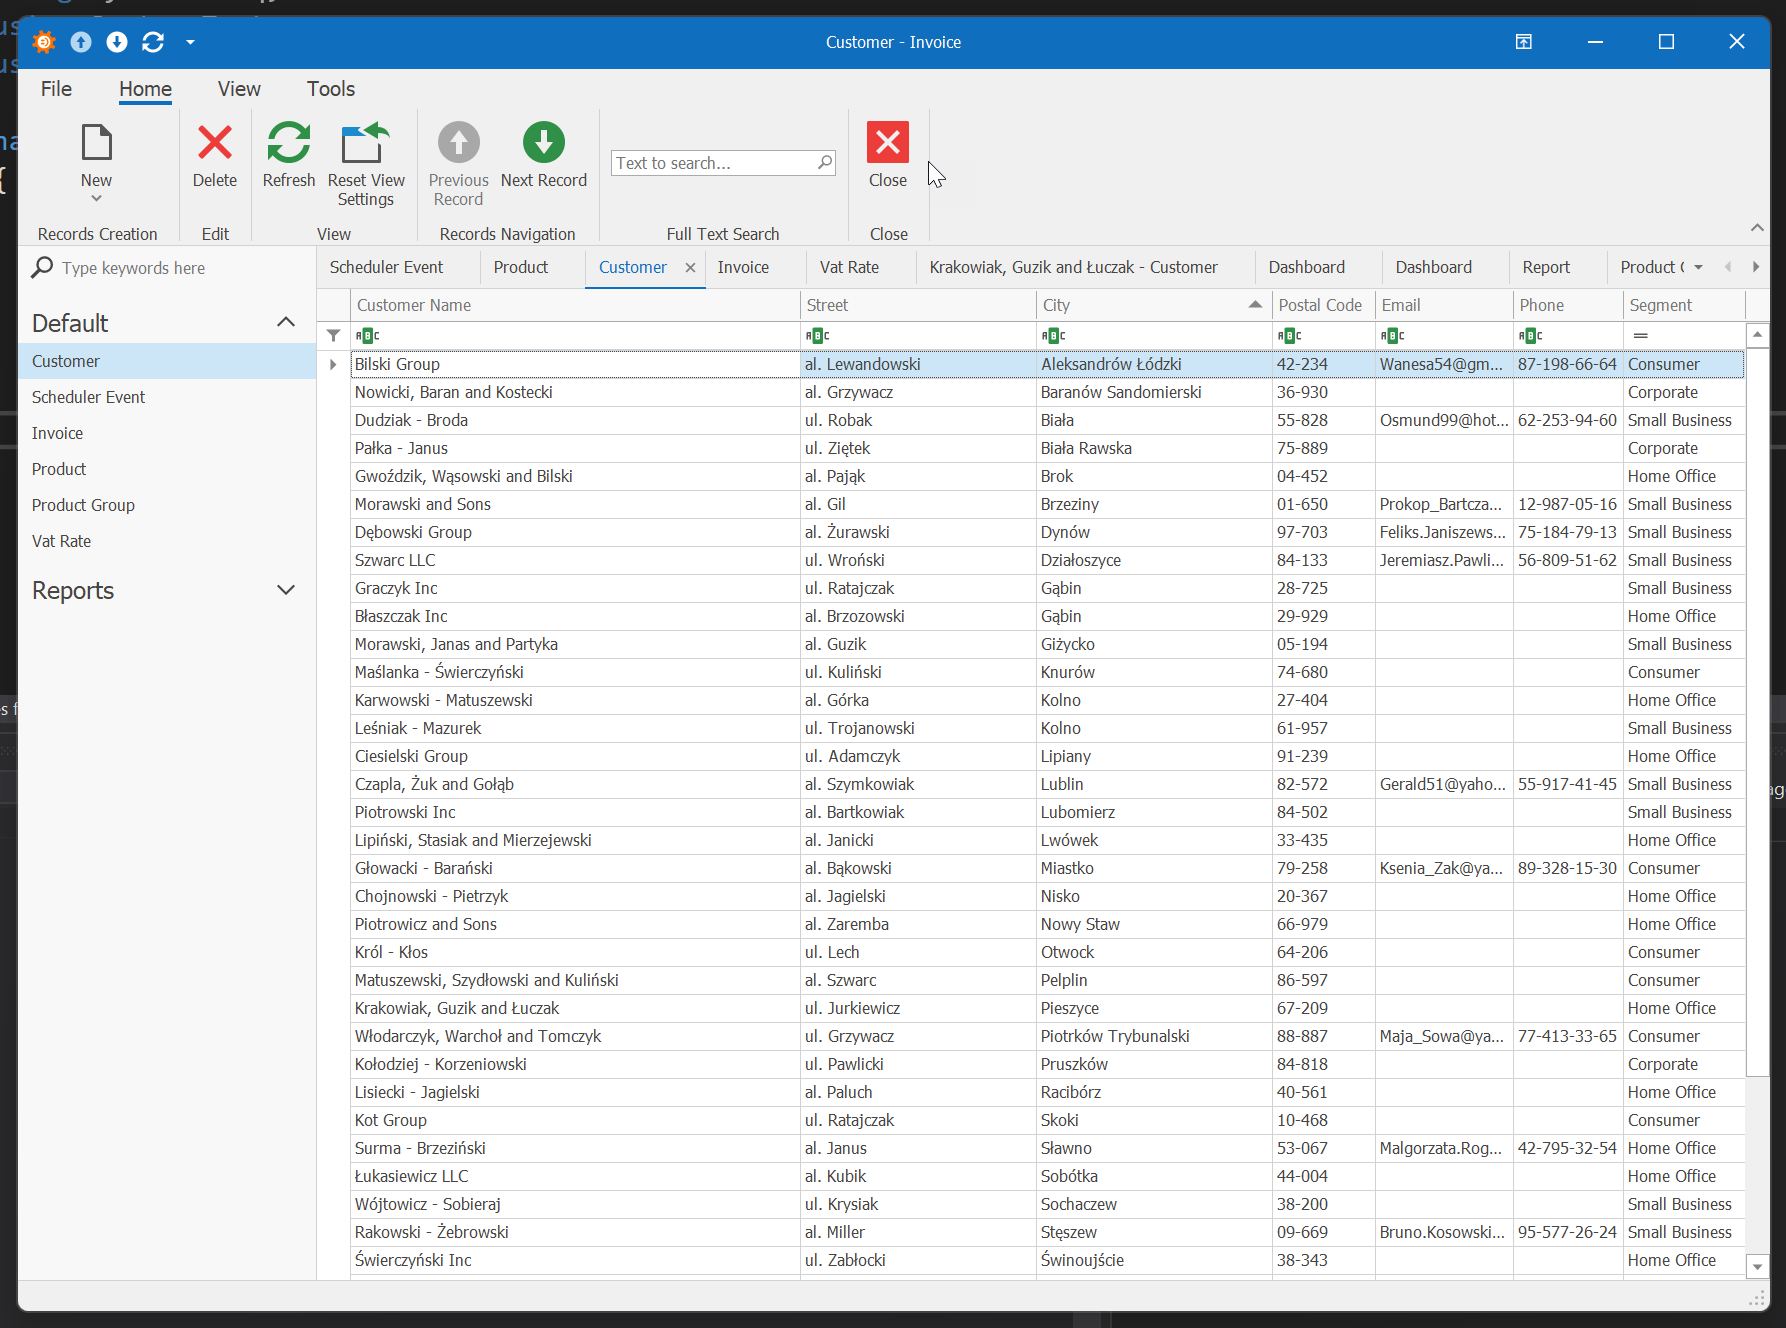 Customer - Invoice
File Home View Tools
New Delete Refresh Reset View Settings Previous Record Next Record Text to search... Close
Records Creation Edit View Records Navigation Full Text Search Close
Type keywords here
Default
Customer
Scheduler Event
Invoice
Product
Product Group
Vat Rate
Reports
Scheduler Event Product Customer Invoice Vat Rate Krakowiak, Guzik and Łuczak - Customer Dashboard Dashboard Report Product
Customer Name Street City Postal Code Email Phone Segment
Bilski Group al. Lewandowski Aleksandrów Łódzki 42-234 Wanesa54@gm... 87-198-66-64 Consumer
Nowicki, Baran and Kostecki al. Grzywacz Baranów Sandomierski 36-930 Corporate
Dudziak - Broda ul. Robak Biała 55-828 Osmund99@hot... 62-253-94-60 Small Business
Pałka - Janus ul. Ziętek Biała Rawska 75-889 Corporate
Gwoździk, Wąsowski and Bilski al. Pająk Brok 04-452 Home Office
Morawski and Sons al. Gil Brzeziny 01-650 Prokop_Bartcza... 12-987-05-16 Small Business
Dębowski Group al. Żurawski Dynów 97-703 Feliks.Janiszews... 75-184-79-13 Small Business
Szwarc LLC ul. Wroński Działoszyce 84-133 Jeremiasz.Pawli... 56-809-51-62 Small Business
Graczyk Inc ul. Ratajczak Gąbin 28-725 Small Business
Błaszczak Inc al. Brzozowski Gąbin 29-929 Home Office
Morawski, Janas and Partyka al. Guzik Giżycko 05-194 Small Business
Maślanka - Świerczyński ul. Kuliński Knurów 74-680 Consumer
Karwowski - Matuszewski al. Górka Kolno 27-404 Home Office
Leśniak - Mazurek ul. Trojanowski Kolno 61-957 Small Business
Ciesielski Group ul. Adamczyk Lipiany 91-239 Home Office
Czapla, Żuk and Gołąb al. Szymkowiak Lublin 82-572 Gerald51@yaho... 55-917-41-45 Small Business
Piotrowski Inc al. Bartkowiak Lubomierz 84-502 Small Business
Lipiński, Stasiak and Mierzejewski al. Janicki Lwówek 33-435 Home Office
Głowacki - Barański al. Bąkowski Miastko 79-258 Ksenia_Zak@ya... 89-328-15-30 Consumer
Chojnowski - Pietrzyk al. Jagielski Nisko 20-367 Home Office
Piotrowicz and Sons al. Zaremba Nowy Staw 66-979 Home Office
Król - Kłos ul. Lech Otwock 64-206 Consumer
Matuszewski, Szydłowski and Kuliński al. Szwarc Pelplin 86-597 Consumer
Krakowiak, Guzik and Łuczak ul. Jurkiewicz Pieszyce 67-209 Home Office
Włodarczyk, Warchoł and Tomczyk ul. Grzywacz Piotrków Trybunalski 88-887 Maja_Sowa@ya... 77-413-33-65 Consumer
Kołodziej - Korzeniowski ul. Pawlicki Pruszków 84-818 Corporate
Lisiecki - Jagielski al. Paluch Racibórz 40-561 Home Office
Kot Group ul. Ratajczak Skoki 10-468 Consumer
Surma - Brzeziński al. Janus Sławno 53-067 Malgorzata.Rog... 42-795-32-54 Home Office
Łukasiewicz LLC al. Kubik Sobótka 44-004 Home Office
Wójtowicz - Sobieraj ul. Krysiak Sochaczew 38-200 Small Business
Rakowski - Żebrowski al. Miller Stęszew 09-669 Bruno.Kosowski... 95-577-26-24 Small Business
Świerczyński Inc ul. Zabłocki Świnoujście 38-343 Home Office